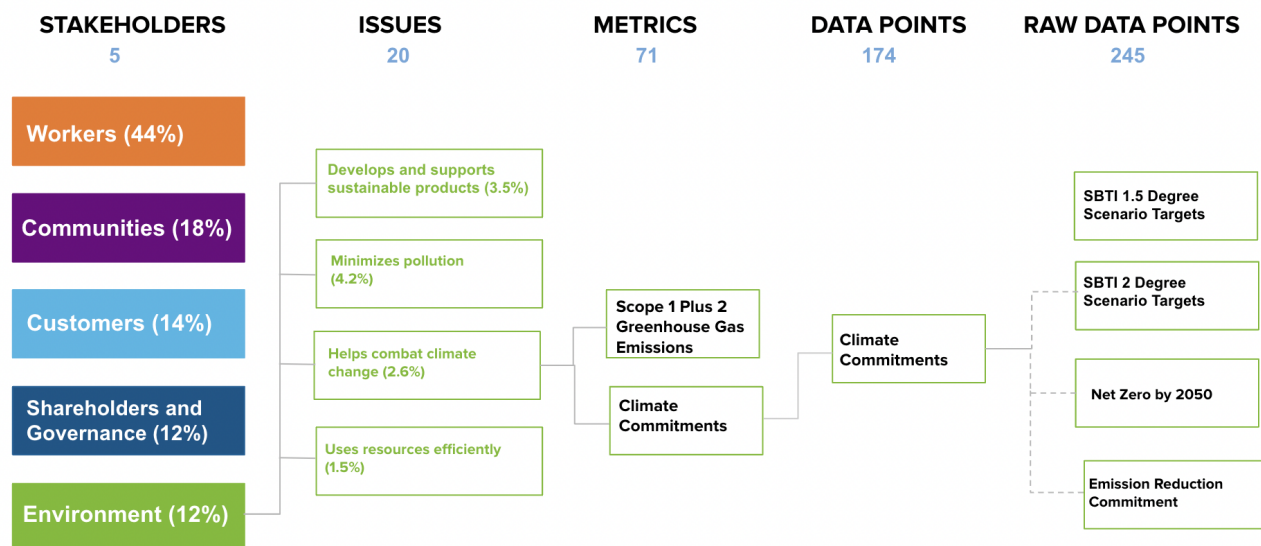 STAKEHOLDERS
5
ISSUES
20
METRICS
71
DATA POINTS
174
RAW DATA POINTS
245
Workers (44%)
Communities (18%)
Customers (14%)
Shareholders and
Governance (12%)
Environment (12%)
Develops and supports
sustainable products (3.5%)
Minimizes pollution
(4.2%)
Helps combat climate
change (2.6%)
Uses resources efficiently
(1.5%)
Scope 1 Plus 2
Greenhouse Gas
Emissions
Climate
Commitments
Climate
Commitments
SBTI 1.5 Degree
Scenario Targets
SBTI 2 Degree
Scenario Targets
Net Zero by 2050
Emission Reduction
Commitment